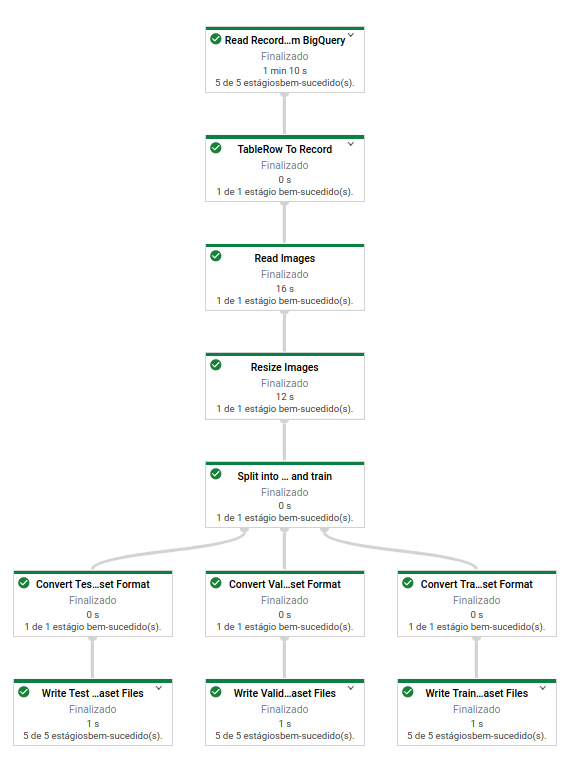 Read Record...m BigQuery
Finalizado
1 min 10 s
5 de 5 estágiosbem-sucedido(s).
TableRow To Record
Finalizado
0 s
1 de 1 estágio bem-sucedido(s).
Read Images
Finalizado
16 s
1 de 1 estágio bem-sucedido(s).
Resize Images
Finalizado
12 s
1 de 1 estágio bem-sucedido(s).
Split into ... and train
Finalizado
0 s
1 de 1 estágio bem-sucedido(s).
Convert Tes...set Format
Finalizado
0 s
1 de 1 estágio bem-sucedido(s).
Convert Val...set Format
Finalizado
0 s
1 de 1 estágio bem-sucedido(s).
Convert Tra...set Format
Finalizado
0 s
1 de 1 estágio bem-sucedido(s).
Write Test ...aset Files
Finalizado
1 s
5 de 5 estágiosbem-sucedido(s).
Write Valid...aset Files
Finalizado
1 s
5 de 5 estágiosbem-sucedido(s).
Write Train...aset Files
Finalizado
1 s
5 de 5 estágiosbem-sucedido(s).